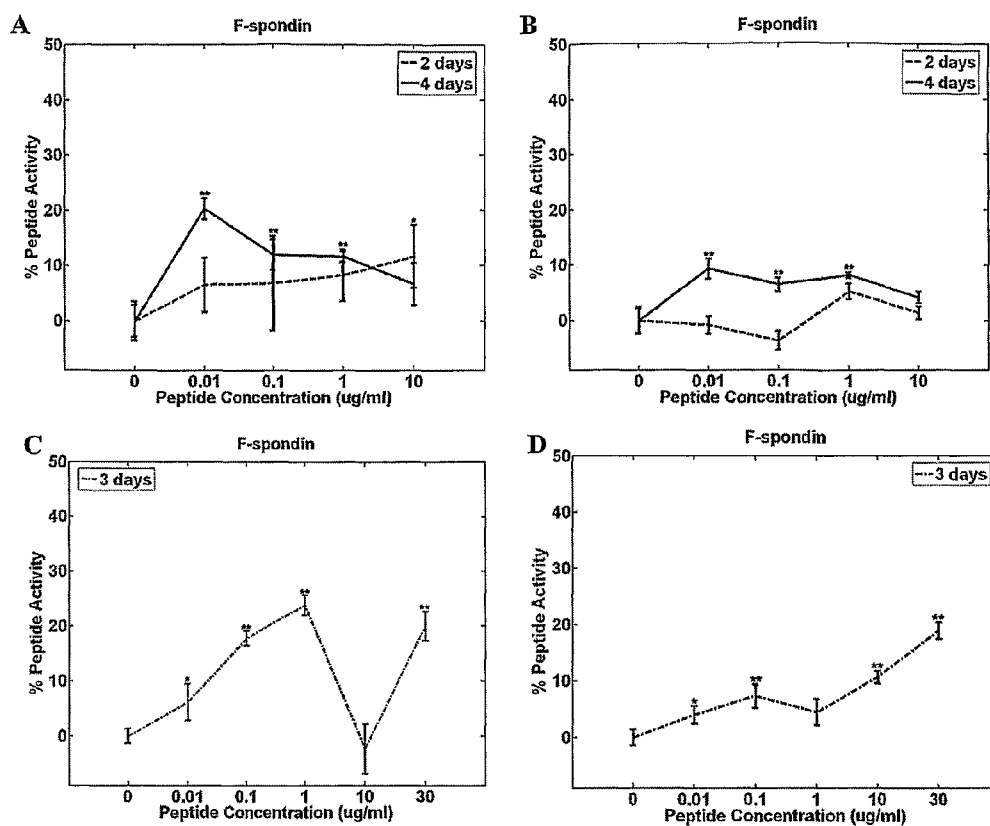 A
F-spondin
2 days
4 days
50
40
30
20
10
0
% Peptide Activity
**
**
**
*
0 0.01 0.1 1 10
Peptide Concentration (ug/ml)
B
F-spondin
2 days
4 days
50
40
30
20
10
0
% Peptide Activity
**
**
**
0 0.01 0.1 1 10
Peptide Concentration (ug/ml)
C
F-spondin
3 days
50
40
30
20
10
0
% Peptide Activity
*
**
**
**
0 0.01 0.1 1 10 30
Peptide Concentration (ug/ml)
D
F-spondin
3 days
50
40
30
20
10
0
% Peptide Activity
*
**
**
**
0 0.01 0.1 1 10 30
Peptide Concentration (ug/ml)